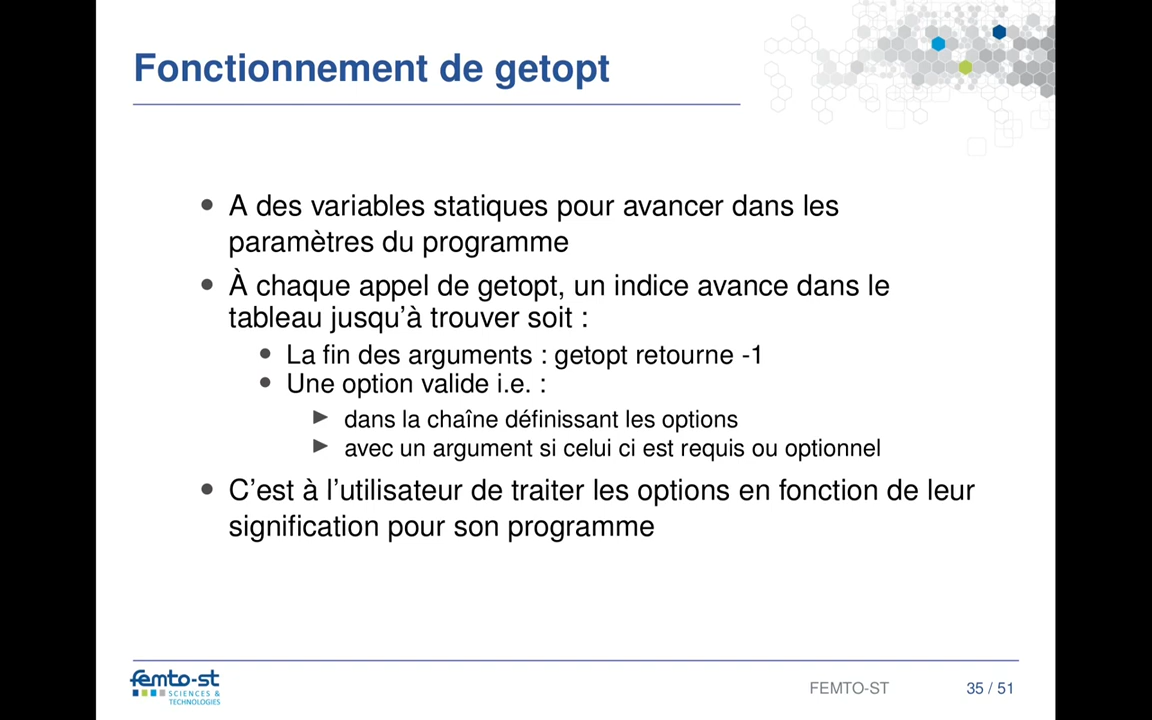 Fonctionnement de getopt
A des variables statiques pour avancer dans les
paramètres du programme
À chaque appel de getopt, un indice avance dans le
tableau jusqu'à trouver soit :
La fin des arguments : getopt retourne -1
Une option valide i.e. :
dans la chaîne définissant les options
avec un argument si celui ci est requis ou optionnel
C'est à l'utilisateur de traiter les options en fonction de leur
signification pour son programme
femto-st
SCIENCES &
TECHNOLOGIES
FEMTO-ST
35 / 51